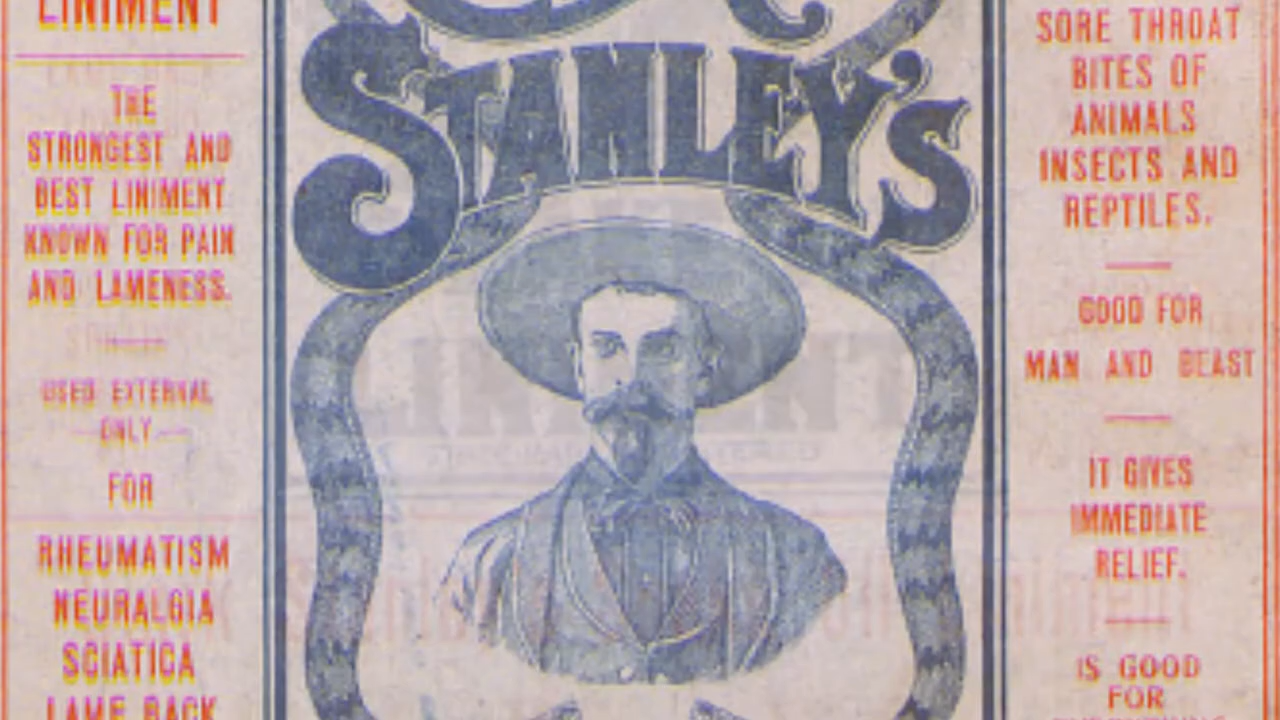 LINIMENT
THE
STRONGEST AND
BEST LINIMENT
KNOWN FOR PAIN
AND LAMENESS.
USED EXTERNAL
ONLY
FOR
RHEUMATISM
NEURALGIA
SCIATICA
LAME BACK
STANLEY'S
SORE THROAT
BITES OF
ANIMALS
INSECTS AND
REPTILES.
GOOD FOR
MAN AND BEAST
IT GIVES
IMMEDIATE
RELIEF.
IS GOOD
FOR